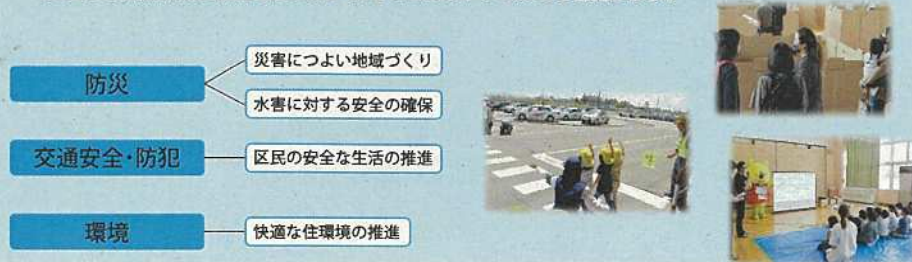 防災
災害につよい地域づくり
水害に対する安全の確保
交通安全・防犯
区民の安全な生活の推進
環境
快適な住環境の推進